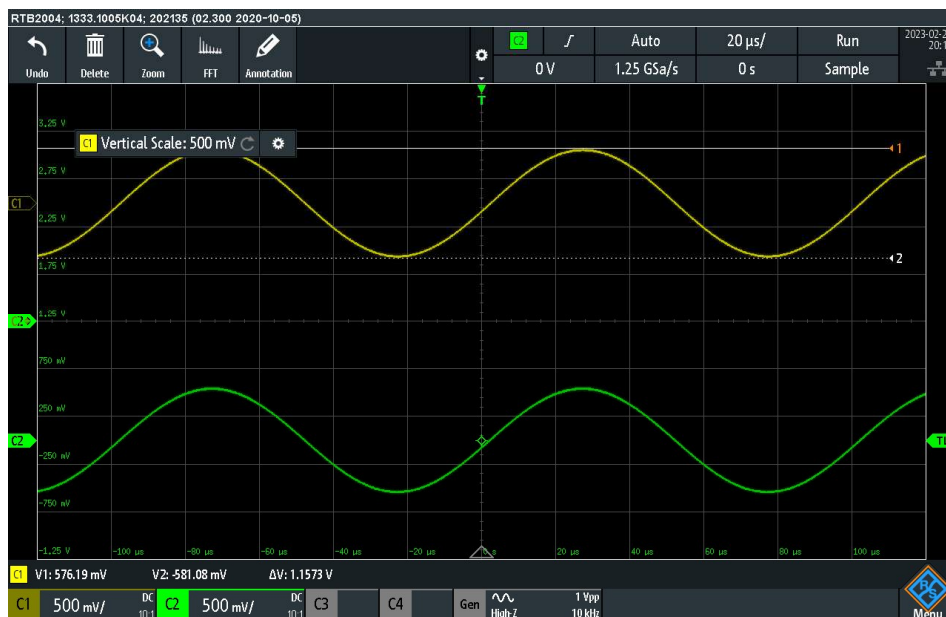 RTB2004; 1333.1005K04; 202135 (02.300 2020-10-05)
Undo Delete Zoom FFT Annotation
C2 Auto 20 µs/ Run
0 V 1.25 GSa/s 0 s Sample
T
3.25 V
C1 Vertical Scale: 500 mV
1
2.75 V
C1
2.25 V
2
1.75 V
C2 1.25 V
750 mV
250 mV
C2
-250 mV
-750 mV
-1.25 V -100 µs -80 µs -60 µs -40 µs -20 µs 0 s 20 µs 40 µs 60 µs 80 µs 100 µs
C1 V1: 576.19 mV V2: -581.08 mV ΔV: 1.1573 V
C1 500 mV/ DC 10:1 C2 500 mV/ DC 10:1 C3 C4 Gen High-Z 1 Vpp 10 kHz
R&S
Menu